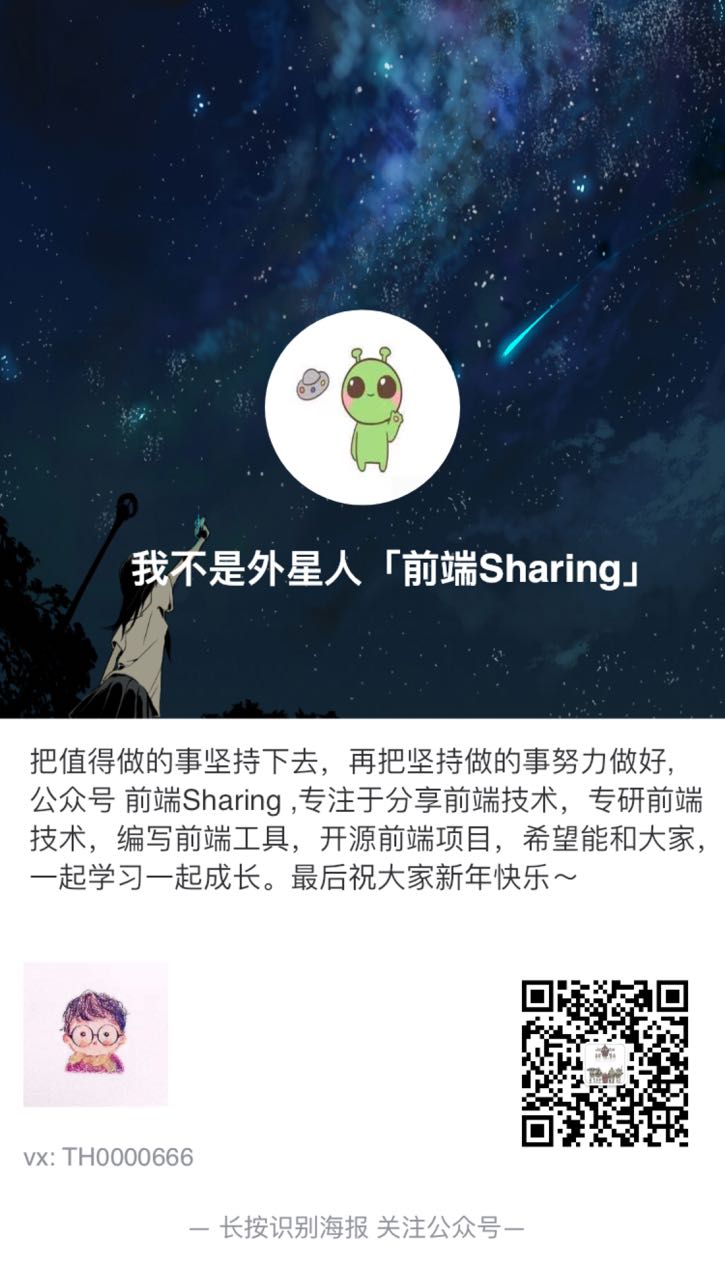 我不是外星人「前端Sharing」
把值得做的事坚持下去，再把坚持做的事努力做好，
公众号 前端Sharing ,专注于分享前端技术，专研前端
技术，编写前端工具，开源前端项目，希望能和大家，
一起学习一起成长。最后祝大家新年快乐～
vx: TH0000666
— 长按识别海报 关注公众号—